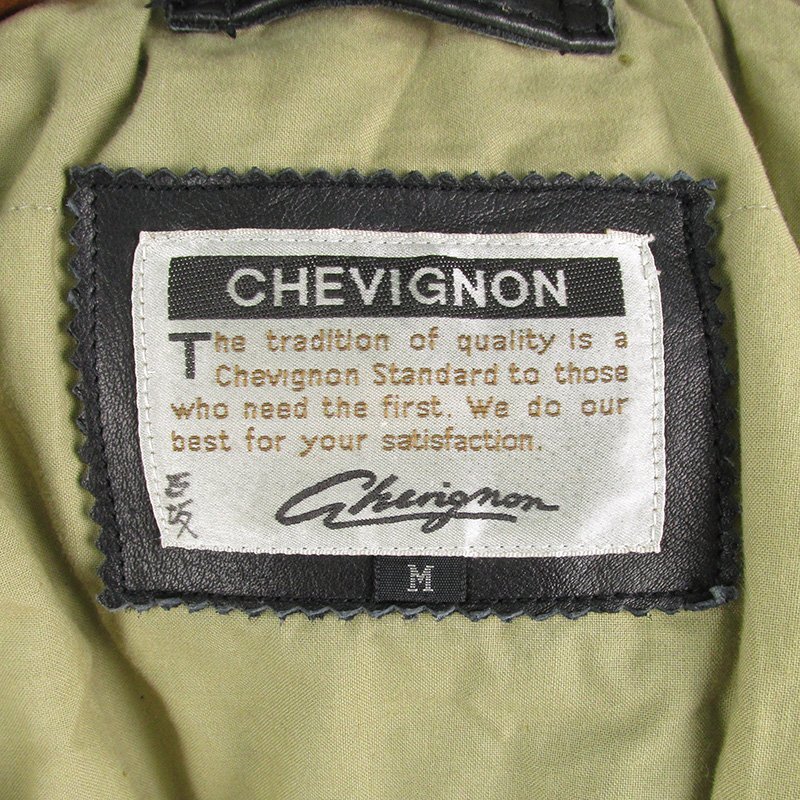 CHEVIGNON
The tradition of quality is a
Chevignon Standard to those
who need the first. We do our
best for your satisfaction.
Chevignon
M